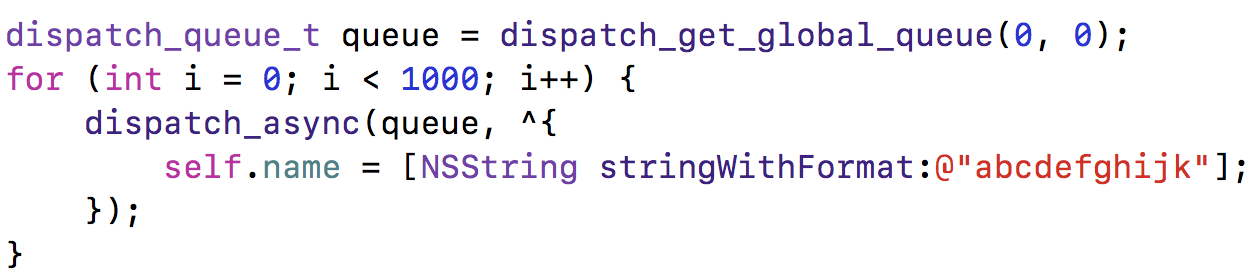 dispatch_queue_t queue = dispatch_get_global_queue(0, 0);
for (int i = 0; i < 1000; i++) {
    dispatch_async(queue, ^{
        self.name = [NSString stringWithFormat:@"abcdefghijk"];
    });
}